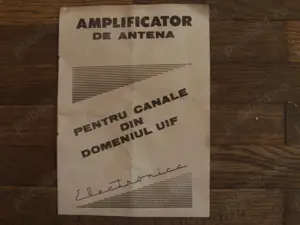 AMPLIFICATOR
DE ANTENA
PENTRU CANALE
DIN
DOMENIUL UIF
Electronica